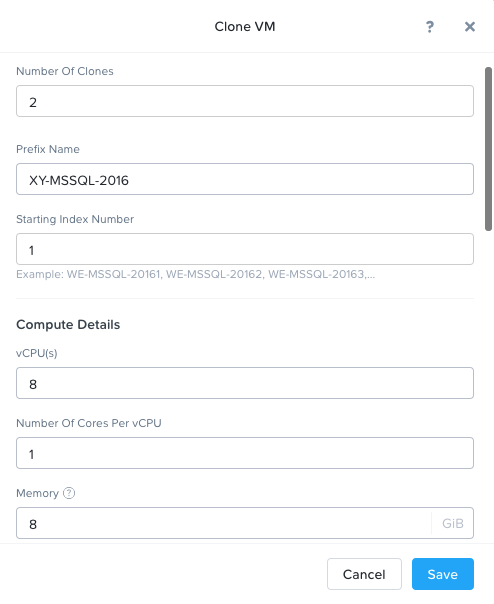 Clone VM ? ×
Number Of Clones
2
Prefix Name
XY-MSSQL-2016
Starting Index Number
1
Example: WE-MSSQL-20161, WE-MSSQL-20162, WE-MSSQL-20163,...
Compute Details
vCPU(s)
8
Number Of Cores Per vCPU
1
Memory ?
8 GiB
Cancel Save